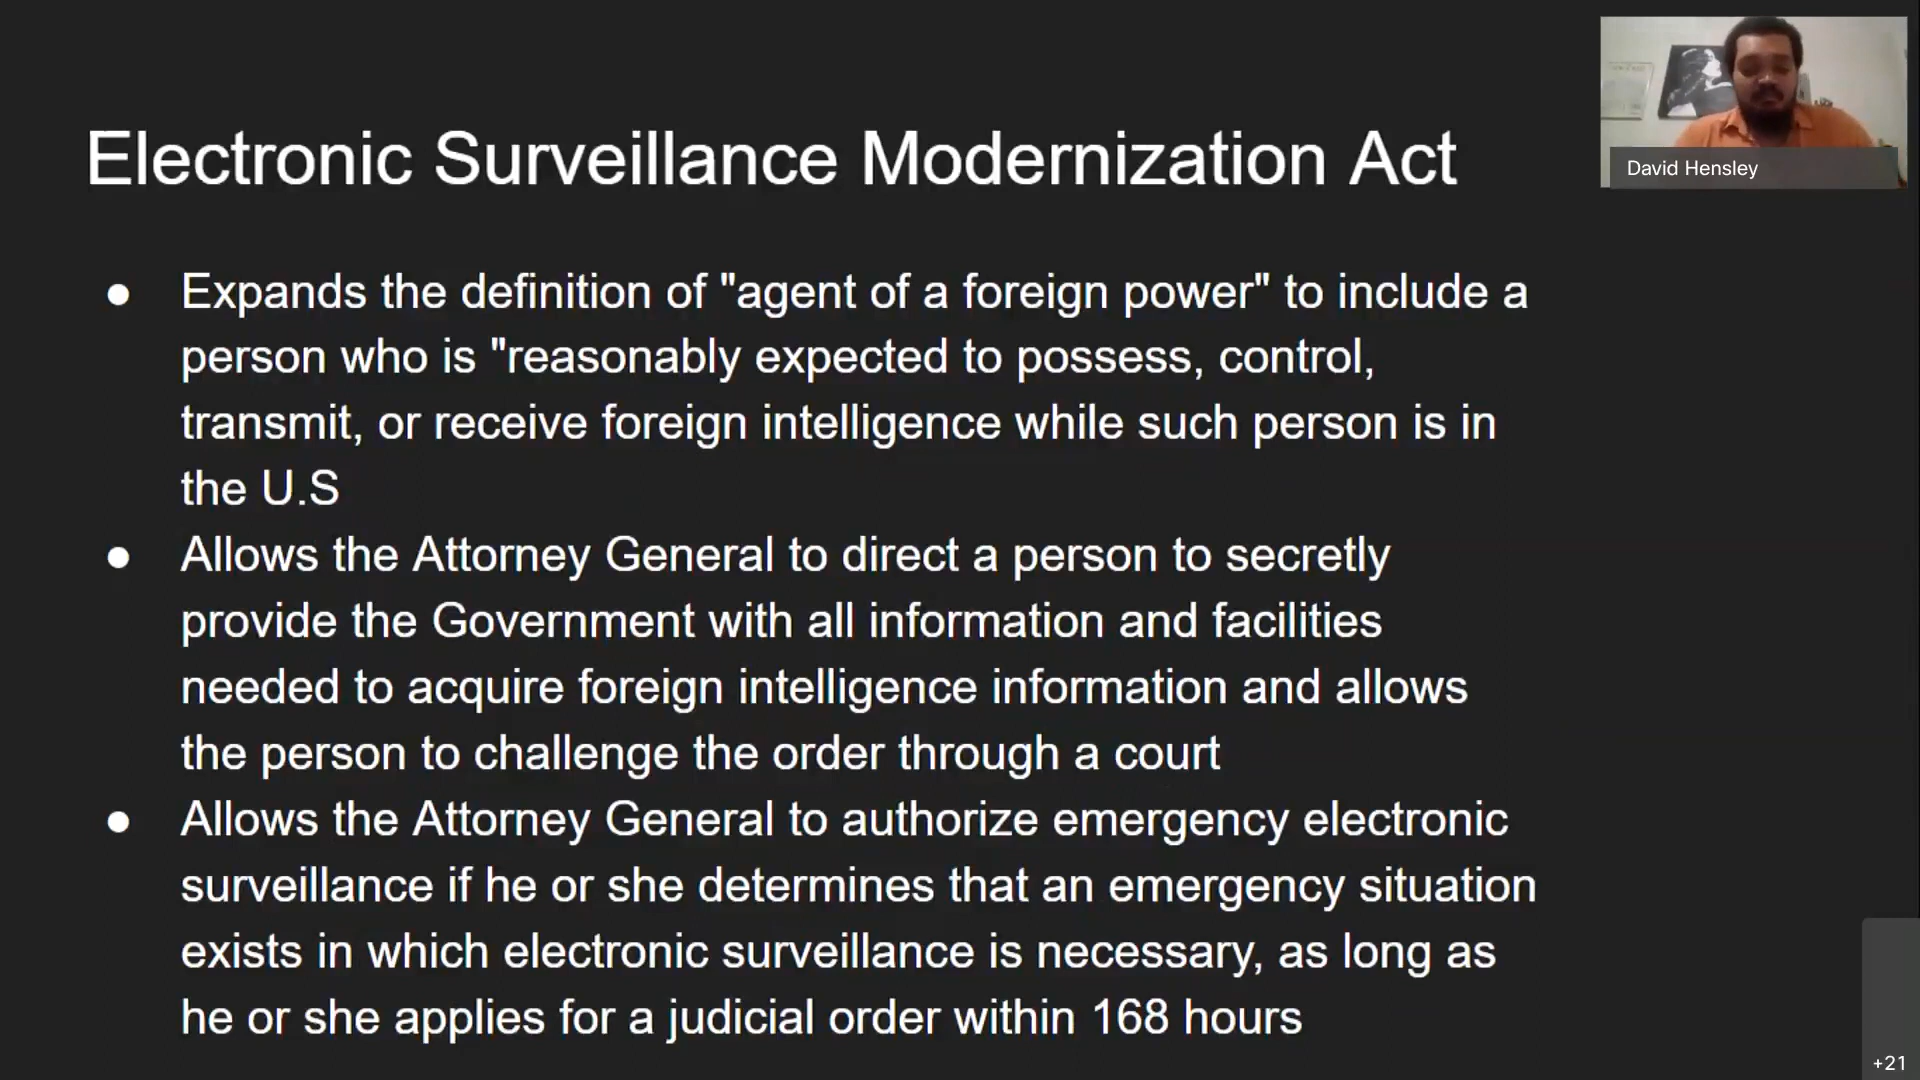 Electronic Surveillance Modernization Act
David Hensley
● Expands the definition of "agent of a foreign power" to include a
person who is "reasonably expected to possess, control,
transmit, or receive foreign intelligence while such person is in
the U.S
● Allows the Attorney General to direct a person to secretly
provide the Government with all information and facilities
needed to acquire foreign intelligence information and allows
the person to challenge the order through a court
● Allows the Attorney General to authorize emergency electronic
surveillance if he or she determines that an emergency situation
exists in which electronic surveillance is necessary, as long as
he or she applies for a judicial order within 168 hours
+21